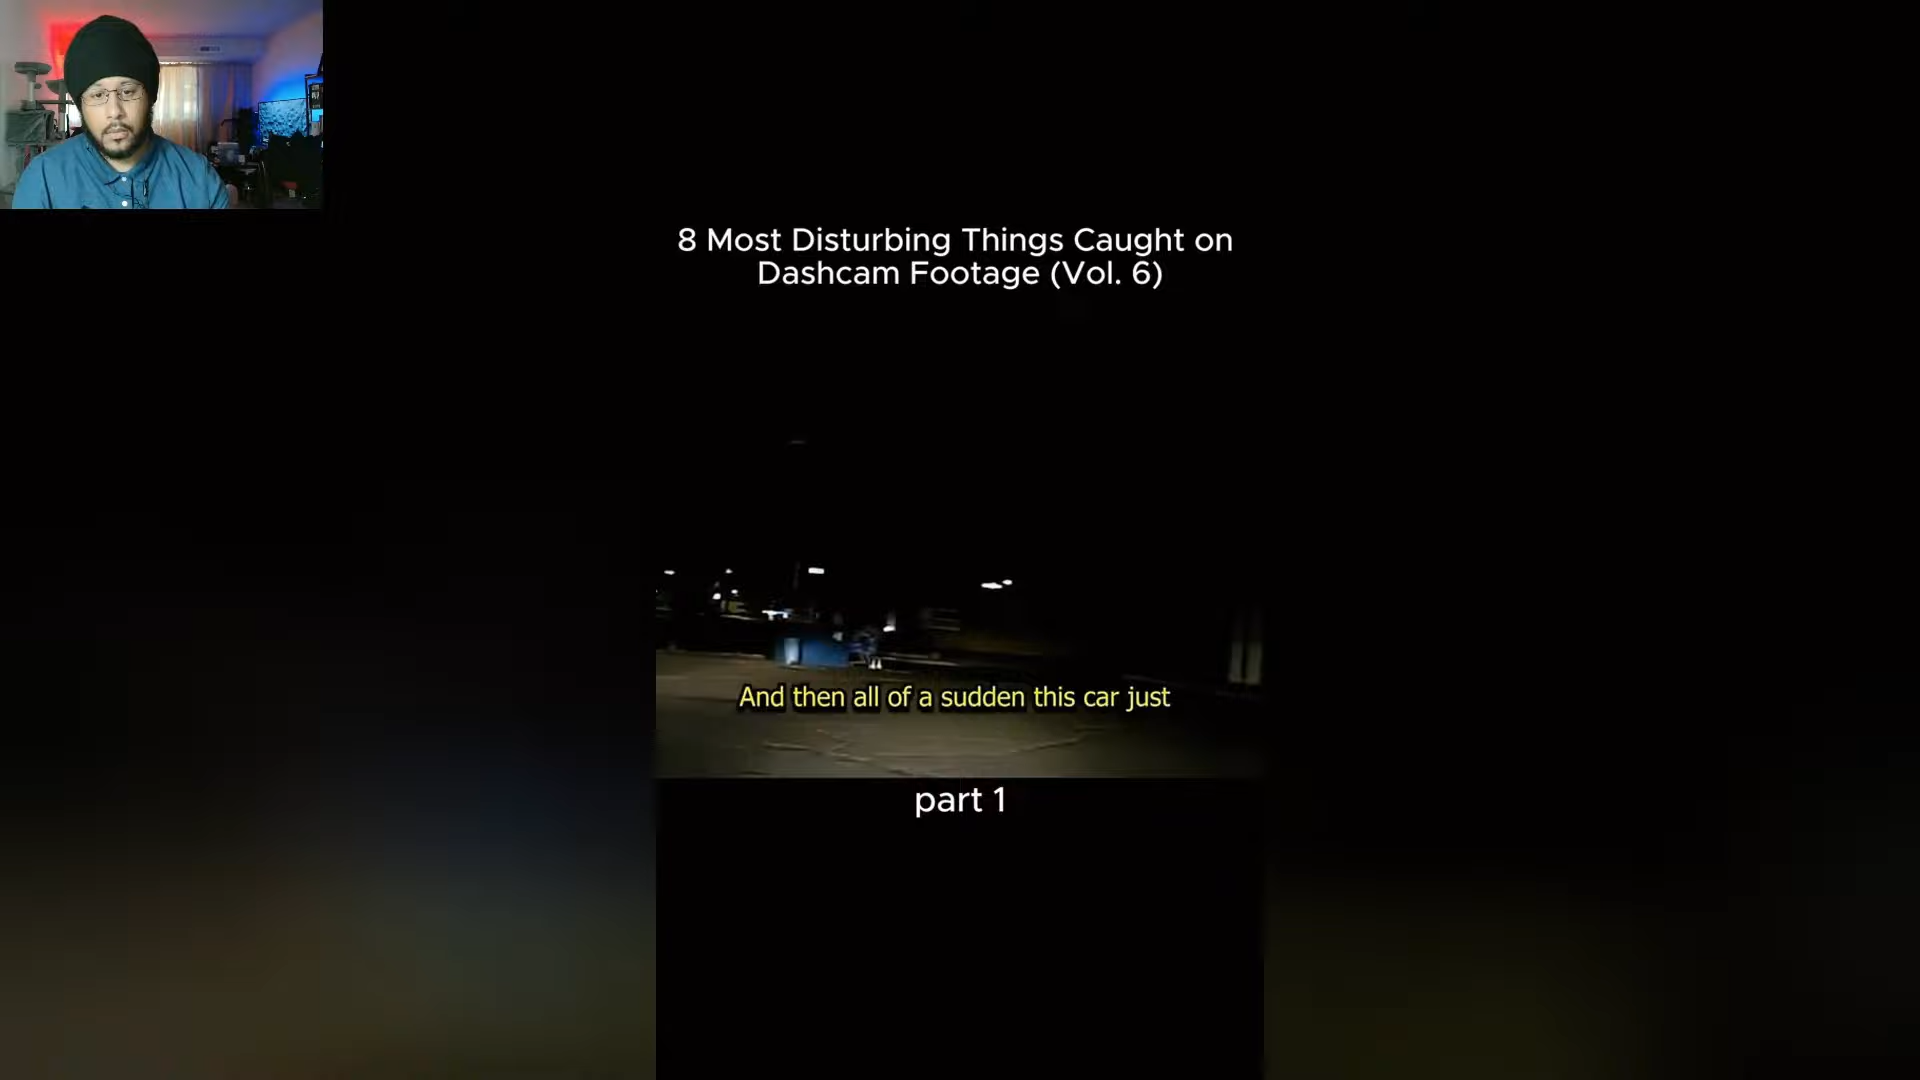 8 Most Disturbing Things Caught on
Dashcam Footage (Vol. 6)
And then all of a sudden this car just
part 1